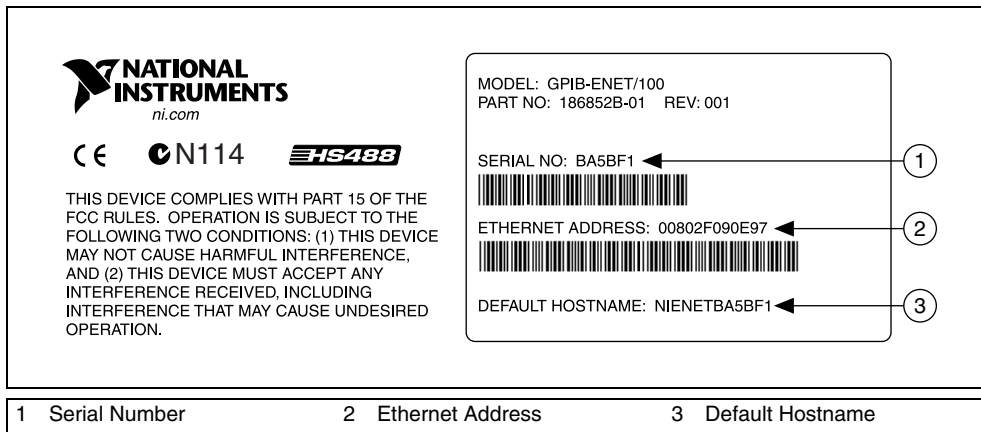 NATIONAL
INSTRUMENTS
ni.com
CE N114 HS488
THIS DEVICE COMPLIES WITH PART 15 OF THE
FCC RULES. OPERATION IS SUBJECT TO THE
FOLLOWING TWO CONDITIONS: (1) THIS DEVICE
MAY NOT CAUSE HARMFUL INTERFERENCE,
AND (2) THIS DEVICE MUST ACCEPT ANY
INTERFERENCE RECEIVED, INCLUDING
INTERFERENCE THAT MAY CAUSE UNDESIRED
OPERATION.
MODEL: GPIB-ENET/100
PART NO: 186852B-01 REV: 001
SERIAL NO: BA5BF1 1
ETHERNET ADDRESS: 00802F090E97 2
DEFAULT HOSTNAME: NIENETBA5BF1 3
1 Serial Number 2 Ethernet Address 3 Default Hostname